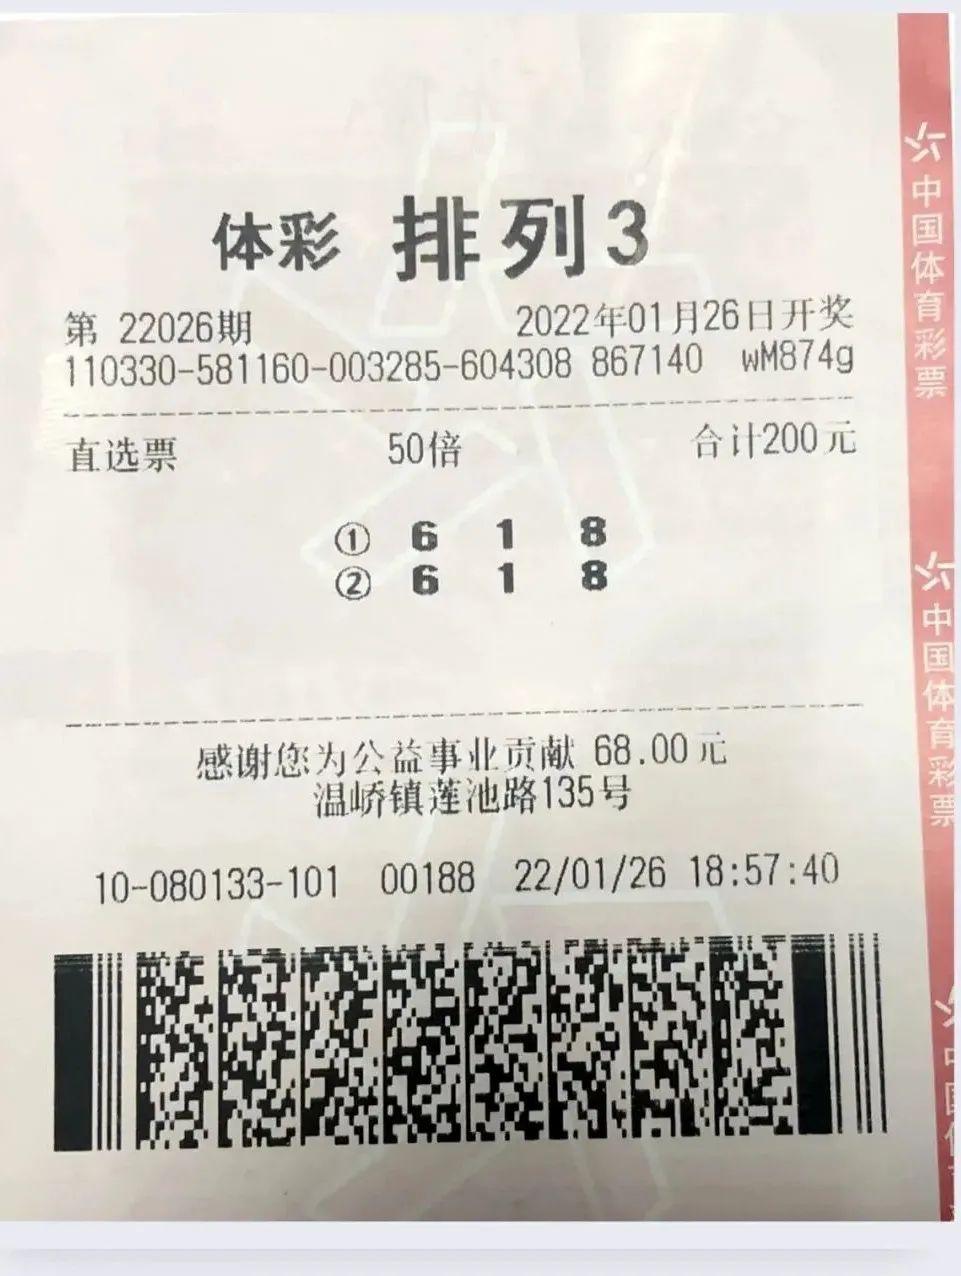 体彩 排列3
第 22026期 2022年01月26日开奖
110330-581160-003285-604308 867140 wM874g
直选票 50倍 合计200元
① 6 1 8
② 6 1 8
感谢您为公益事业贡献 68.00元
温峤镇莲池路135号
10-080133-101 00188 22/01/26 18:57:40
中国体育彩票
中国体育彩票
中国体